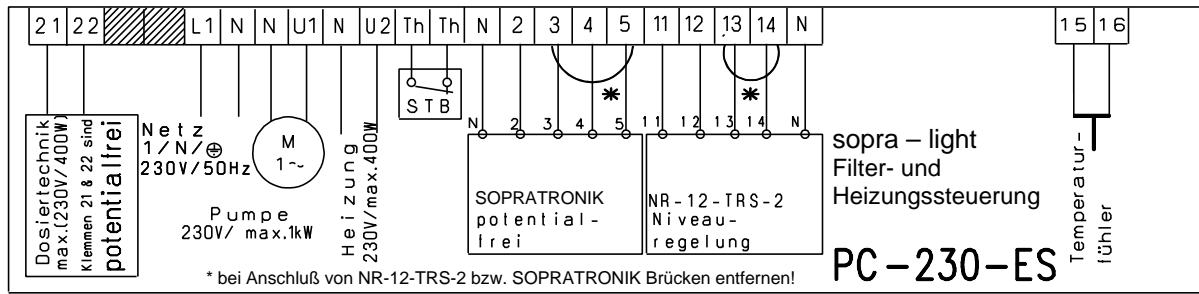 21 22 L1 N N U1 N U2 Th Th N 2 3 4 5 11 12 13 14 N 15 16
STB
* *
N 2 3 4 5 11 12 13 14 N
Dosiertechnik
max.(230V/400W)
Klemmen 21 & 22 sind
potentialfrei
Netz
1/N/
230V/50Hz
M
1~
Pumpe
230V/ max.1kW
Heizung
230V/max.400W
SOPRATRONIK
potential-
frei
NR-12-TRS-2
Niveau-
regelung
sopra – light
Filter- und
Heizungssteuerung
PC-230-ES
Temperatur-
fühler
* bei Anschluß von NR-12-TRS-2 bzw. SOPRATRONIK Brücken entfernen!